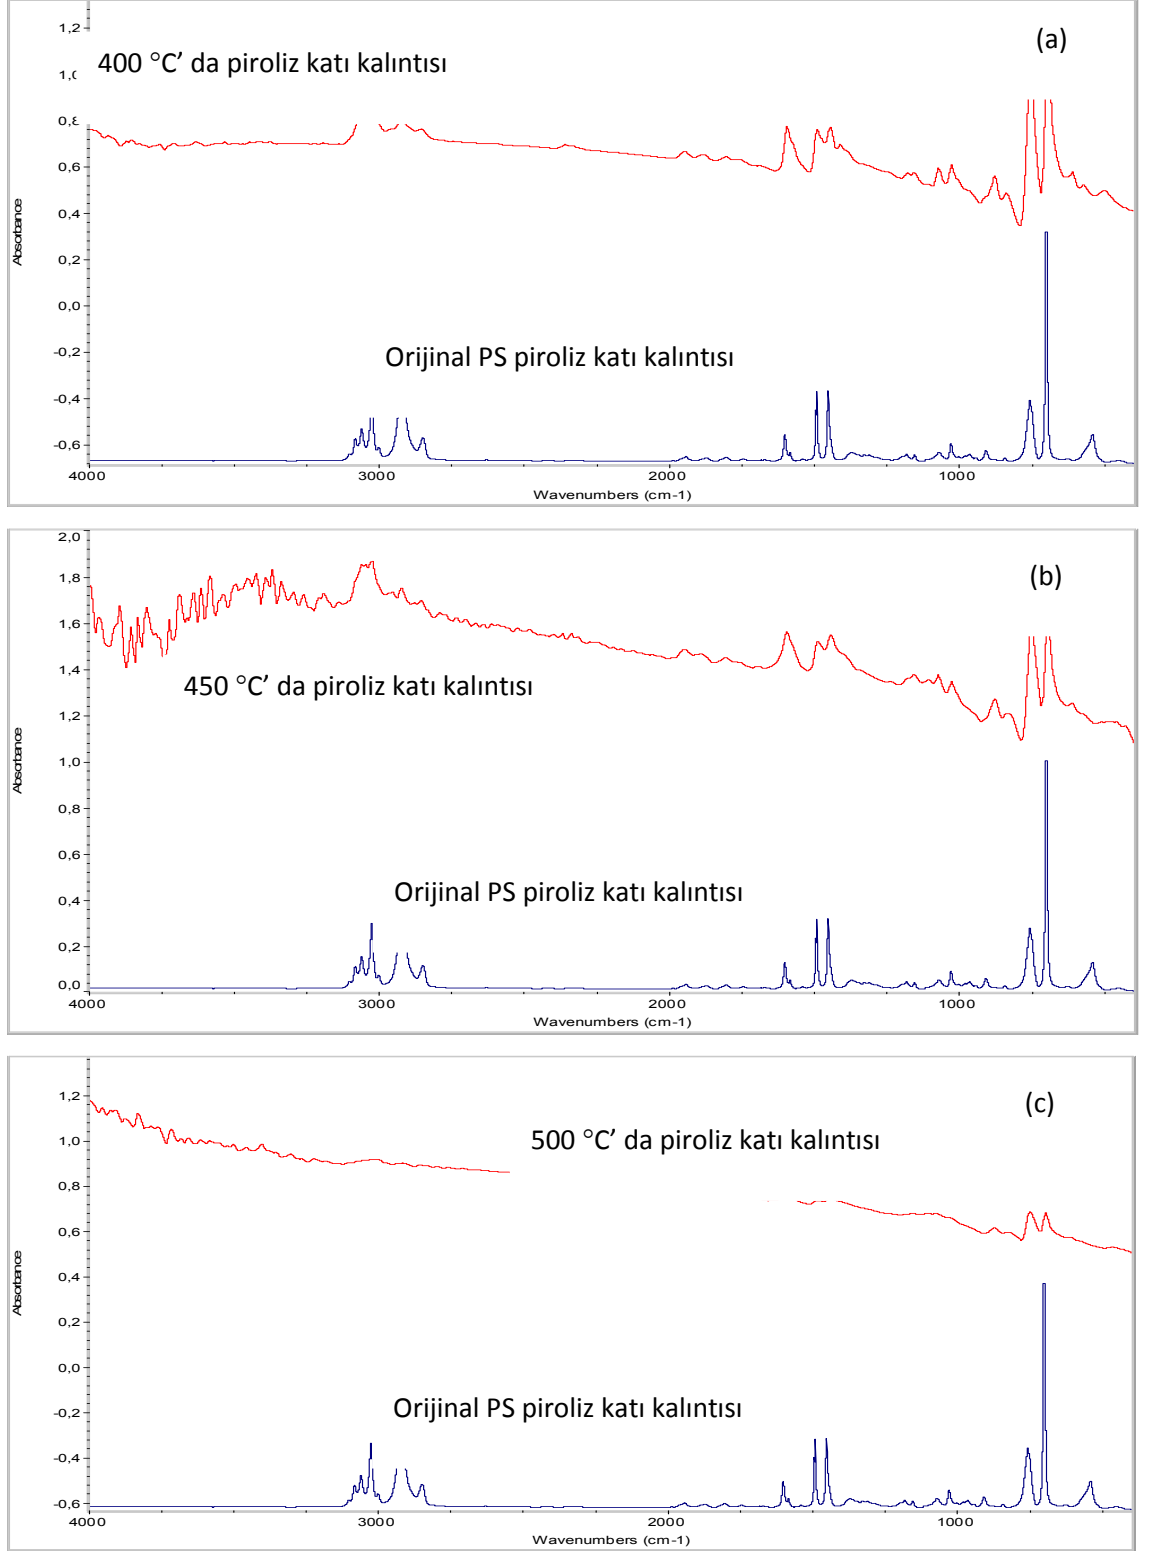 1,2
(a)
400 °C' da piroliz katı kalıntısı
1,0
0,8
0,6
0,4
Absorbance
0,2
0,0
-0,2
Orijinal PS piroliz katı kalıntısı
-0,4
-0,6
4000 3000 2000 1000
Wavenumbers (cm-1)
2,0
1,8
(b)
1,6
450 °C' da piroliz katı kalıntısı
1,4
1,2
Absorbance
1,0
0,8
0,6
Orijinal PS piroliz katı kalıntısı
0,4
0,2
0,0
4000 3000 2000 1000
Wavenumbers (cm-1)
1,2
(c)
1,0
500 °C' da piroliz katı kalıntısı
0,8
0,6
0,4
Absorbance
0,2
0,0
-0,2
Orijinal PS piroliz katı kalıntısı
-0,4
-0,6
4000 3000 2000 1000
Wavenumbers (cm-1)